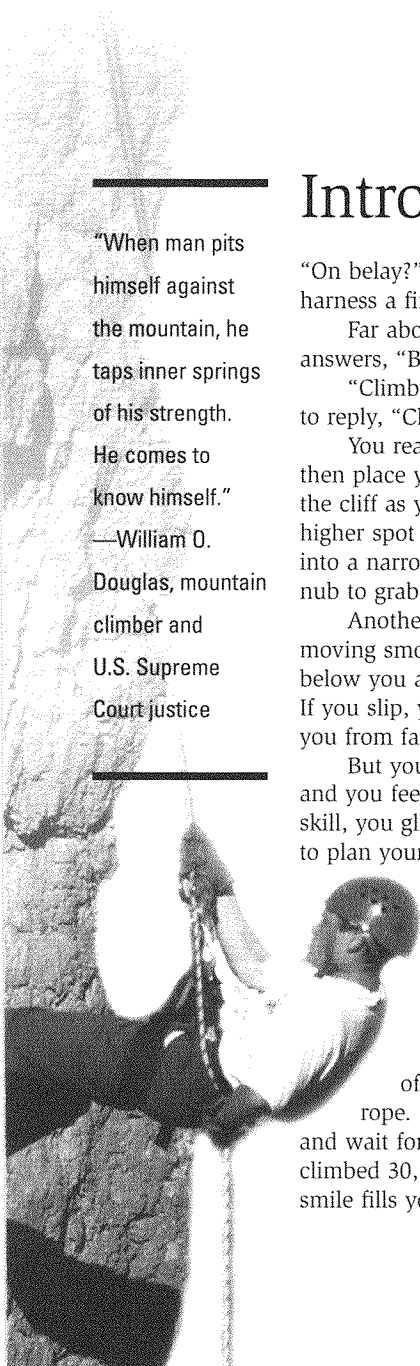 “When man pits
himself against
the mountain, he
taps inner springs
of his strength.
He comes to
know himself.”
—William O.
Douglas, mountain
climber and
U.S. Supreme
Court justice
Intro
“On belay?”
harness a fi
Far abo
answers, “B
“Climb
to reply, “Cl
You rea
then place y
the cliff as y
higher spot
into a narro
nub to grab
Anothe
moving smo
below you a
If you slip, y
you from fa
But you
and you fee
skill, you gl
to plan your
of
rope.
and wait for
climbed 30,
smile fills yo